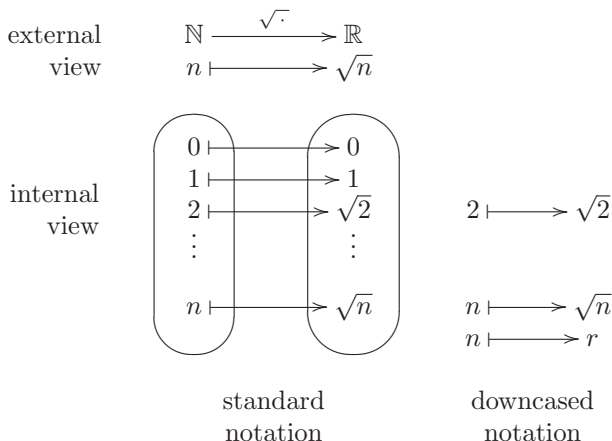 external view
ℕ √· ℝ
n ↦ √n
internal view
0 ↦ 0
1 ↦ 1
2 ↦ √2
2 ↦ √2
⋮ ⋮
n ↦ √n
n ↦ √n
n ↦ r
standard notation
downcased notation